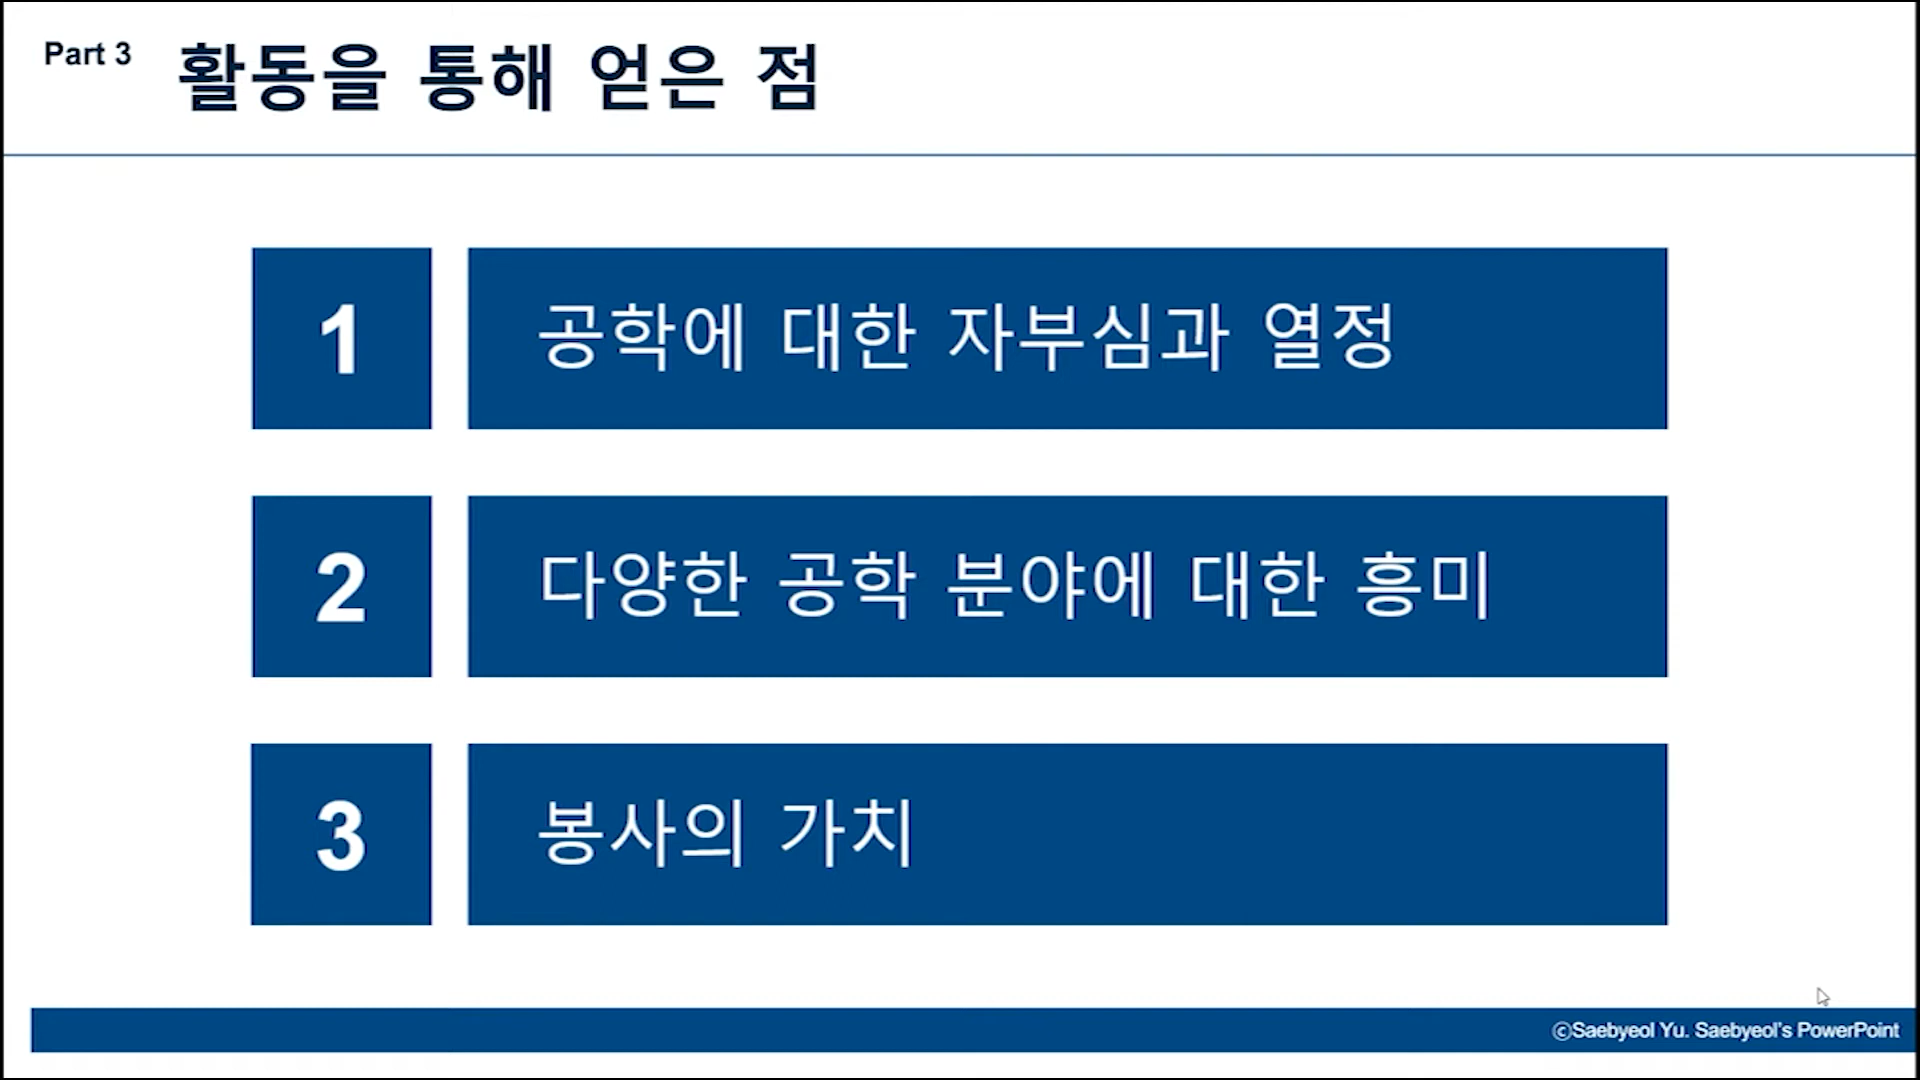 Part 3 활동을 통해 얻은 점
1 공학에 대한 자부심과 열정
2 다양한 공학 분야에 대한 흥미
3 봉사의 가치
ⓒSaebyeol Yu. Saebyeol's PowerPoint